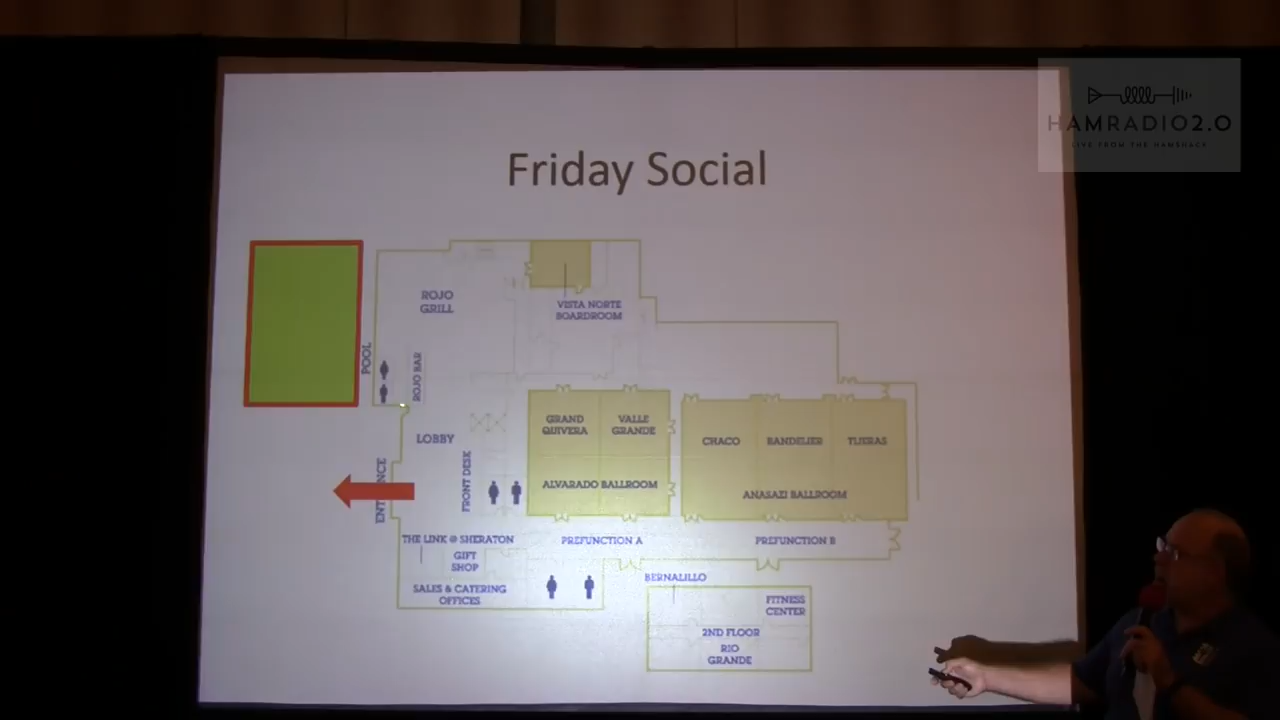 HAMRADIO2.0
LIVE FROM THE HAMSHACK
Friday Social
ROJO
GRILL
VISTA NORTE
BOARDROOM
POOL
ROJO BAR
GRAND
QUIVERA
VALLE
GRANDE
LOBBY
CHACO
BANDELIER
TIJERAS
ENTRANCE
FRONT DESK
ALVARADO BALLROOM
ANASAZI BALLROOM
THE LINK @ SHERATON
PREFUNCTION A
PREFUNCTION B
GIFT
SHOP
BERNALILLO
SALES & CATERING
OFFICES
FITNESS
CENTER
2ND FLOOR
RIO
GRANDE